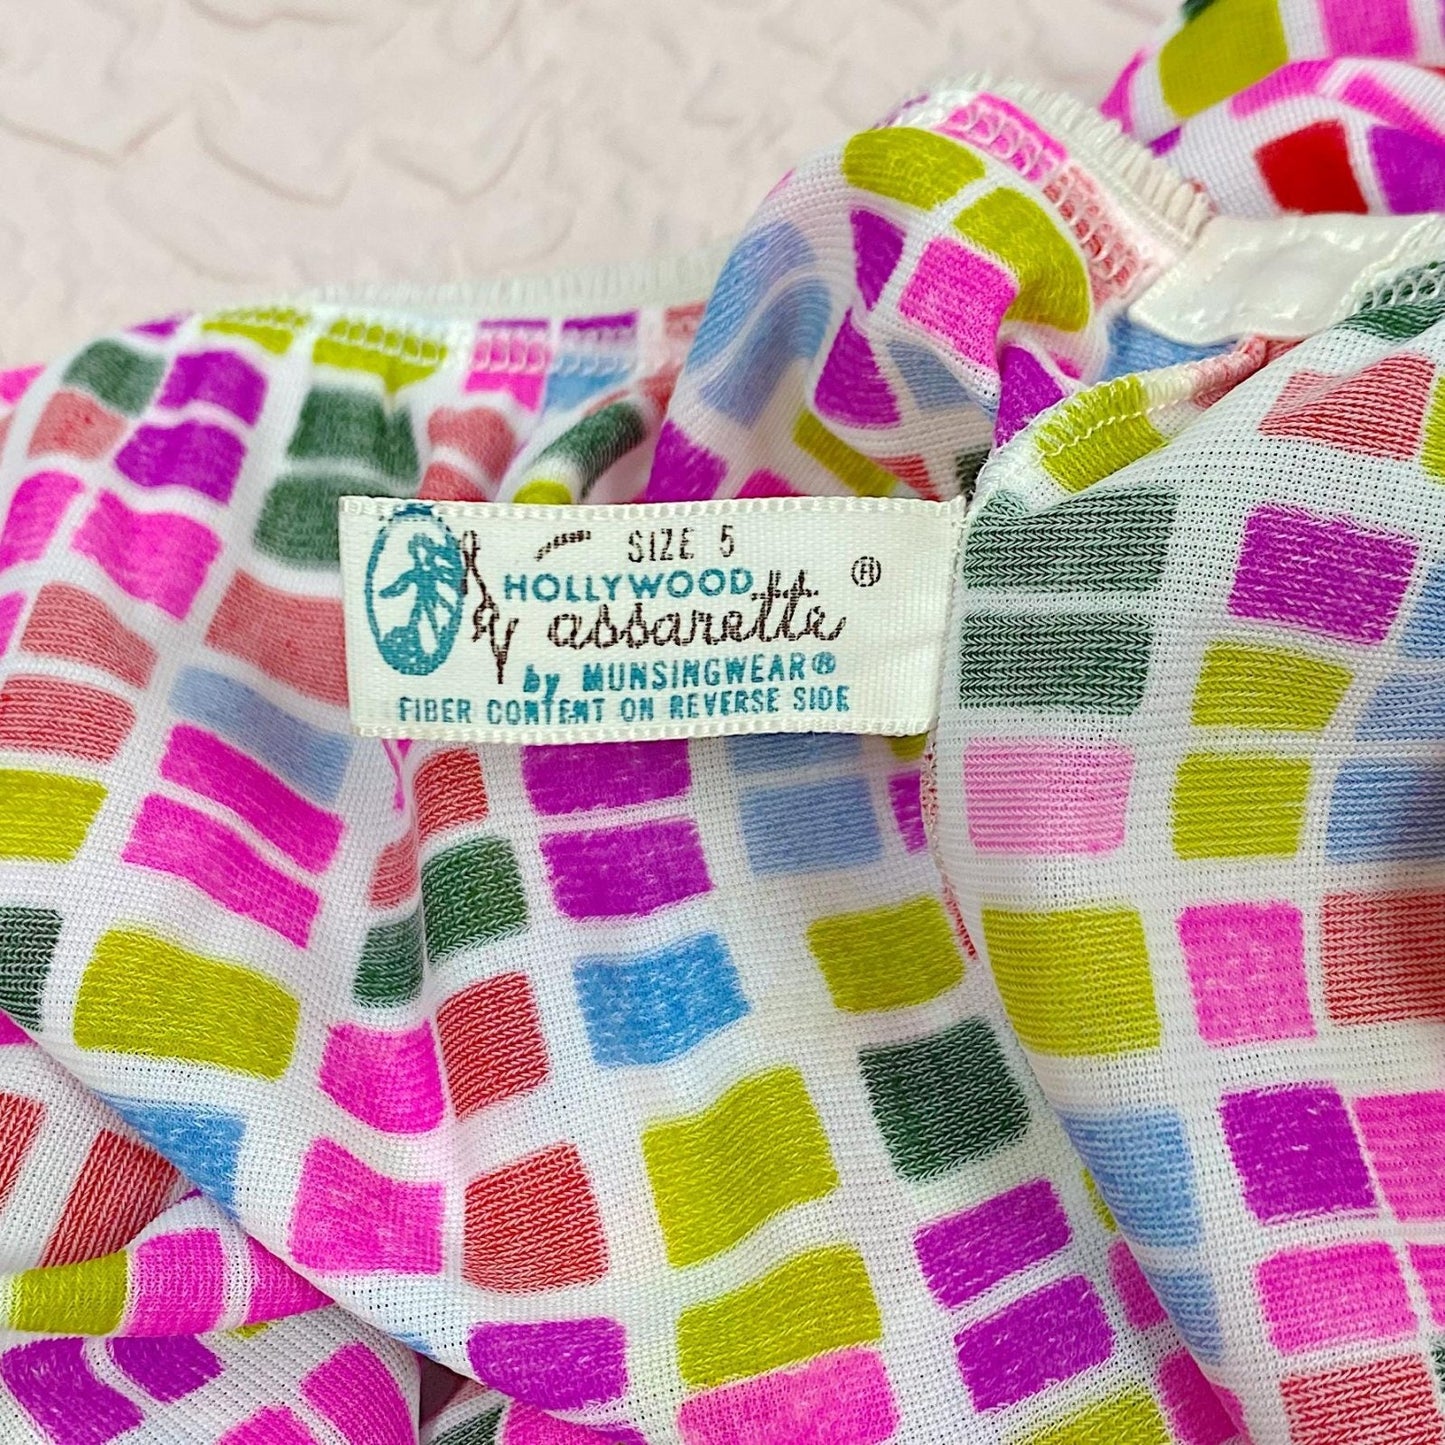 SIZE 5
HOLLYWOOD
Vassarette ®
by MUNSINGWEAR®
FIBER CONTENT ON REVERSE SIDE